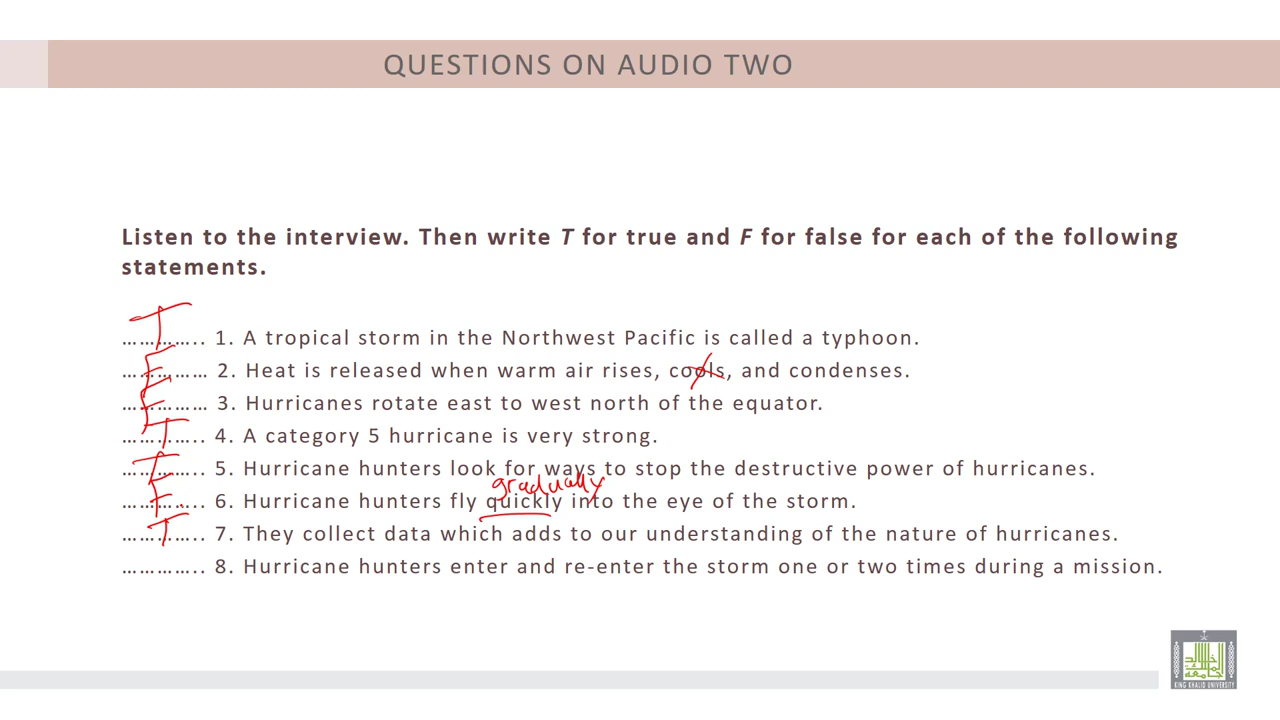 QUESTIONS ON AUDIO TWO
Listen to the interview. Then write T for true and F for false for each of the following
statements.
T ………….. 1. A tropical storm in the Northwest Pacific is called a typhoon.
F …………… 2. Heat is released when warm air rises, cools, and condenses.
F …………… 3. Hurricanes rotate east to west north of the equator.
T ………….. 4. A category 5 hurricane is very strong.
T ………….. 5. Hurricane hunters look for ways to stop the destructive power of hurricanes.
gradually
F ………….. 6. Hurricane hunters fly quickly into the eye of the storm.
T ………….. 7. They collect data which adds to our understanding of the nature of hurricanes.
………….. 8. Hurricane hunters enter and re-enter the storm one or two times during a mission.
KING KHALID UNIVERSITY